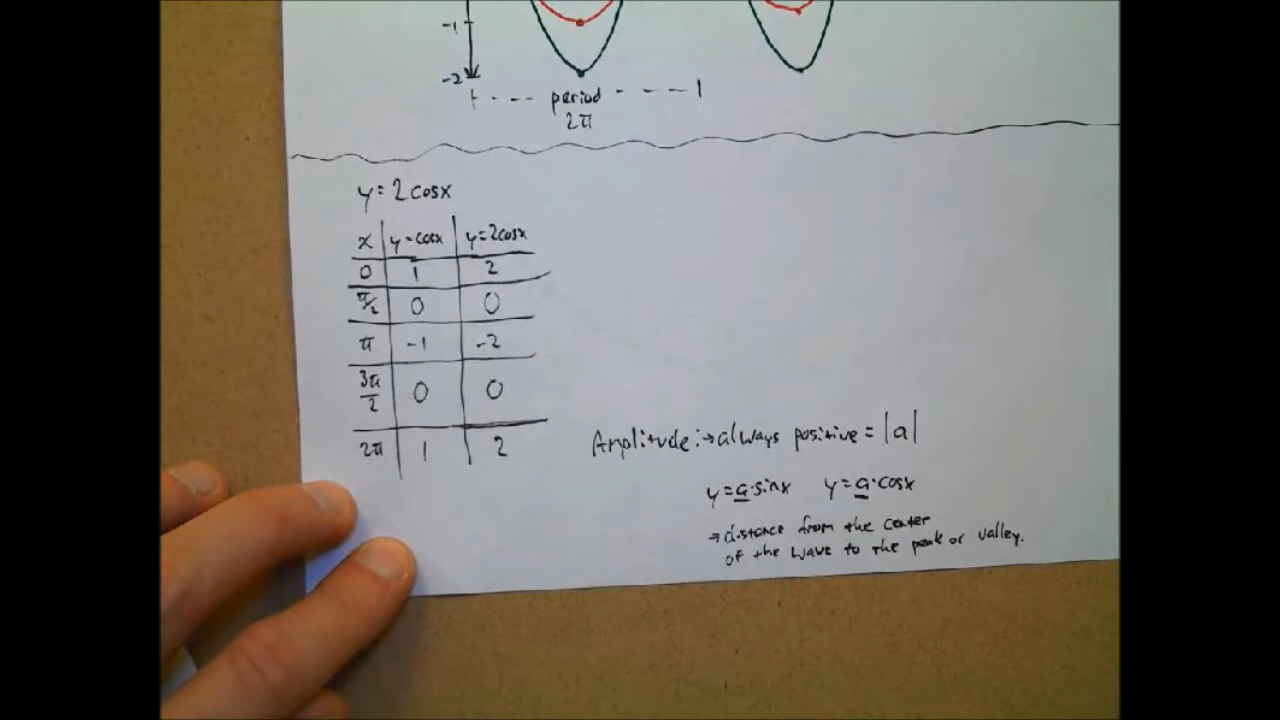 -1
-2
period
2π
y=2cosx
x y=cosx y=2cosx
0 1 2
π/2 0 0
π -1 -2
3π/2 0 0
2π 1 2
Amplitude:→always positive = |a|
y=a·sinx y=a·cosx
→distance from the center
of the wave to the peak or valley.